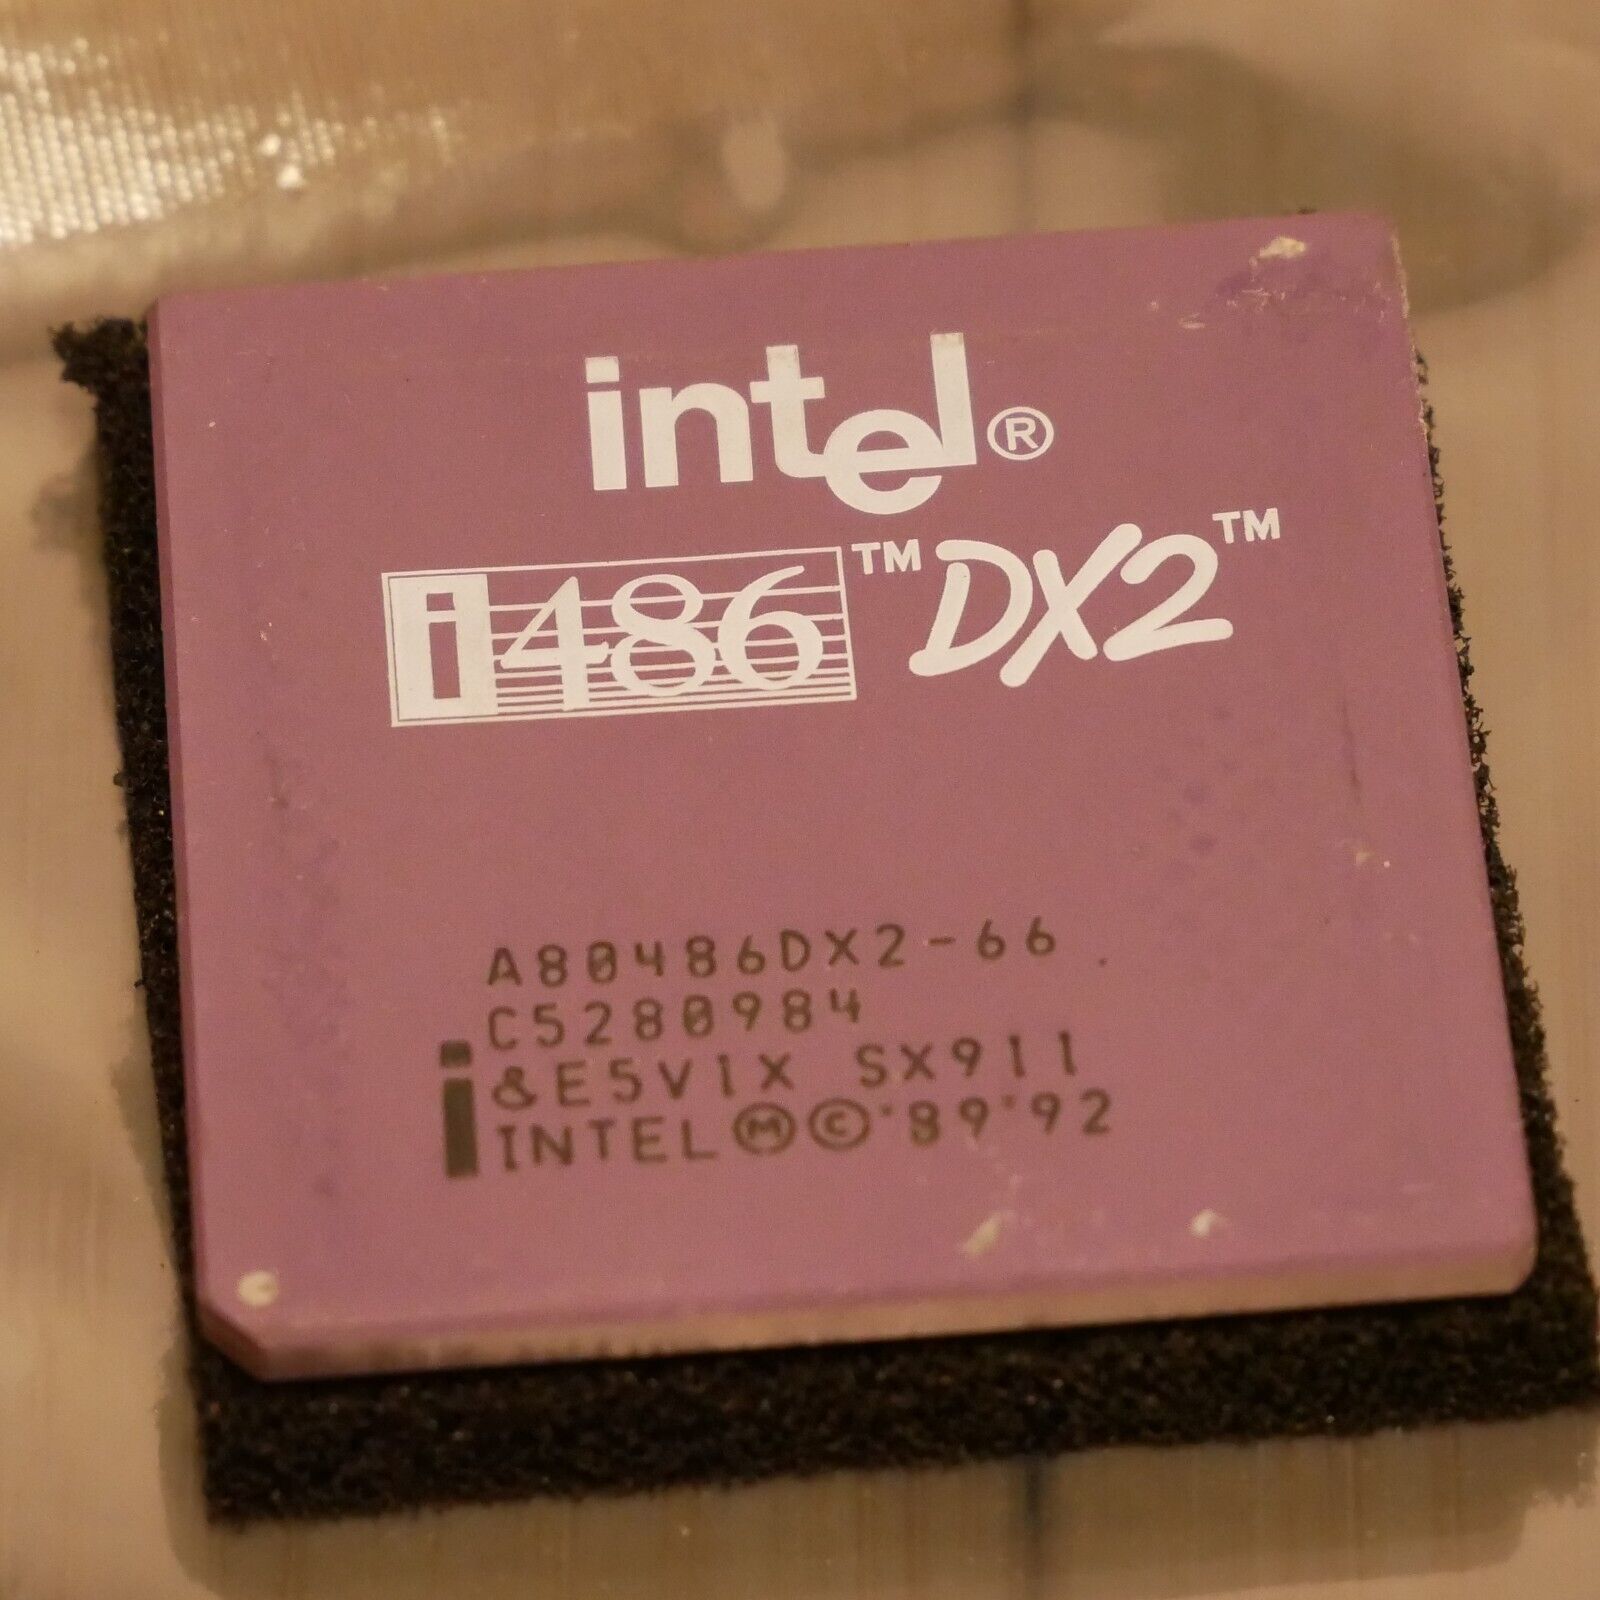 intel®
i486™ DX2™
A80486DX2-66
C5280984
i &E5V1X SX911
INTEL Ⓜ © '89 '92